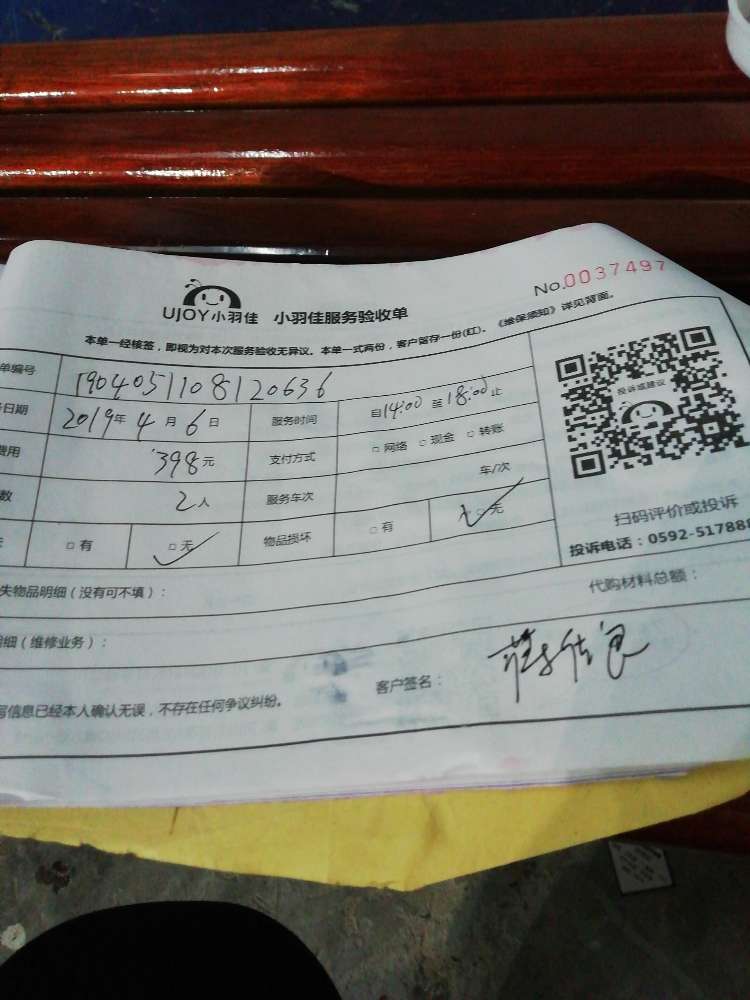 No.0037497
UJOY小羽佳 小羽佳服务验收单
本单一经核签，即视为对本次服务验收无异议。本单一式两份，客户留存一份(红)。《维保须知》详见背面。
单编号 1904051108120636
日期 2019年 4月 6日 服务时间 自14:00 至18:00止
费用 398元 支付方式 □网络 ○现金 ○转账
数 2人 服务车次 车/次
□有 □无 物品损坏 □有 □无
投诉或建议
扫码评价或投诉
投诉电话：0592-517888
失物品明细（没有可不填）：
代购材料总额：
明细（维修业务）：
写信息已经本人确认无误，不存在任何争议纠纷。 客户签名：